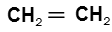 CH₂ = CH₂